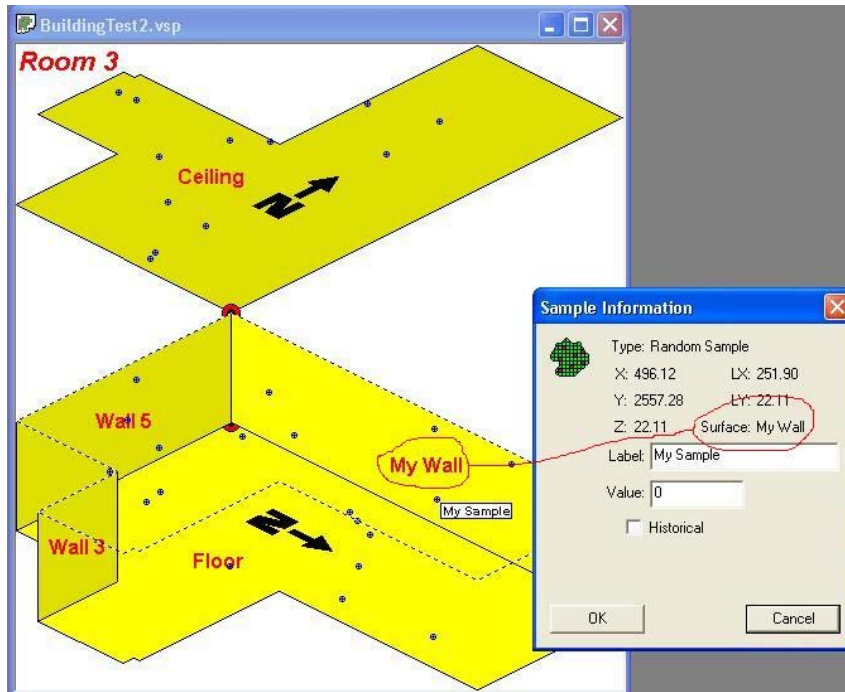 BuildingTest2.vsp
Room 3
Ceiling
N
Wall 5
My Wall
My Sample
Wall 3
Floor
N
Sample Information
Type: Random Sample
X: 496.12 LX: 251.90
Y: 2557.28 LY: 22.11
Z: 22.11 Surface: My Wall
Label: My Sample
Value: 0
Historical
OK Cancel